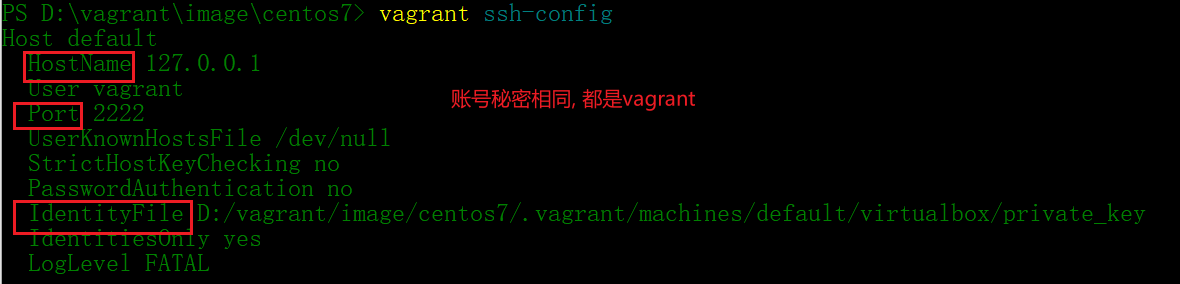 PS D:\vagrant\image\centos7> vagrant ssh-config
Host default
HostName 127.0.0.1
User vagrant
账号秘密相同, 都是vagrant
Port 2222
UserKnownHostsFile /dev/null
StrictHostKeyChecking no
PasswordAuthentication no
IdentityFile D:/vagrant/image/centos7/.vagrant/machines/default/virtualbox/private_key
IdentitiesOnly yes
LogLevel FATAL